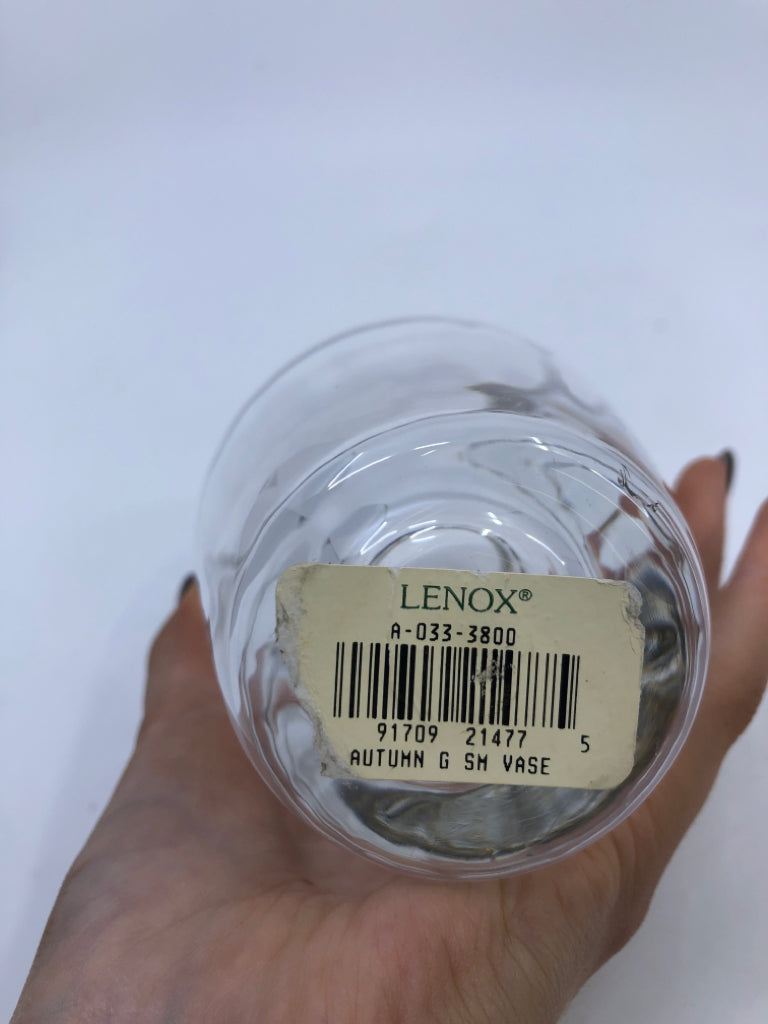 LENOX®
A-033-3800
91709 21477 5
AUTUMN G SM VASE